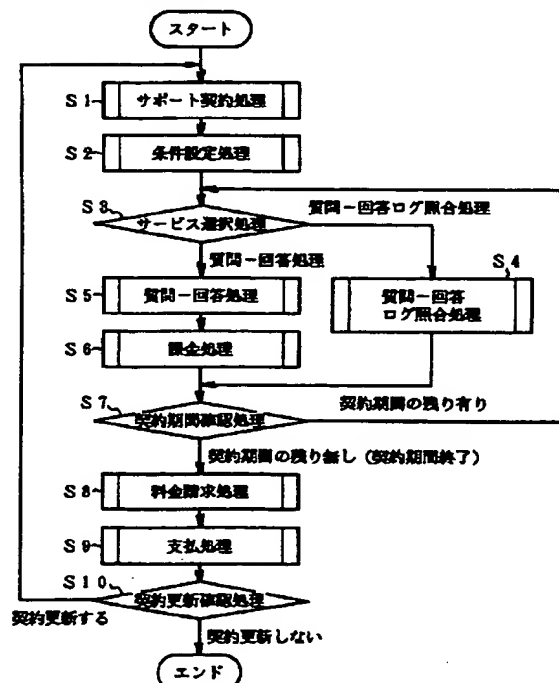 スタート
S1
サポート契約処理
S2
条件設定処理
S3
サービス選択処理
質問－回答ログ照合処理
質問－回答処理
S4
S5
質問－回答処理
質問－回答
ログ照合処理
S6
課金処理
S7
契約期間確認処理
契約期間の残り有り
契約期間の残り無し（契約期間終了）
S8
料金請求処理
S9
支払処理
S10
契約更新確認処理
契約更新する
契約更新しない
エンド